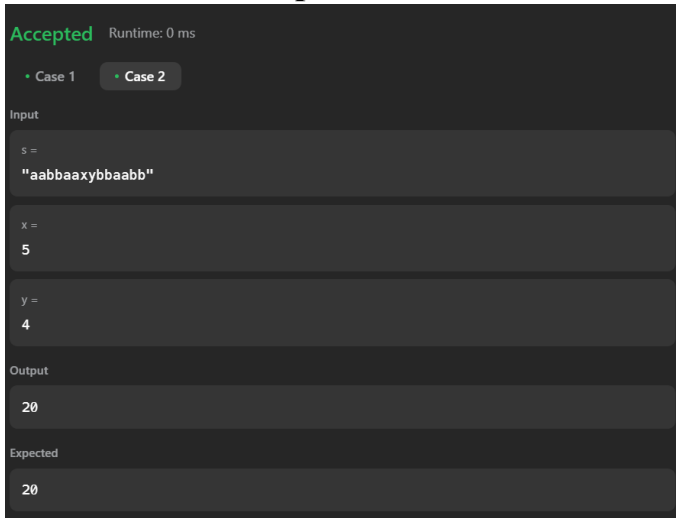 Accepted Runtime: 0 ms
• Case 1 • Case 2
Input
s =
"aabbaaxybbaabb"
x =
5
y =
4
Output
20
Expected
20